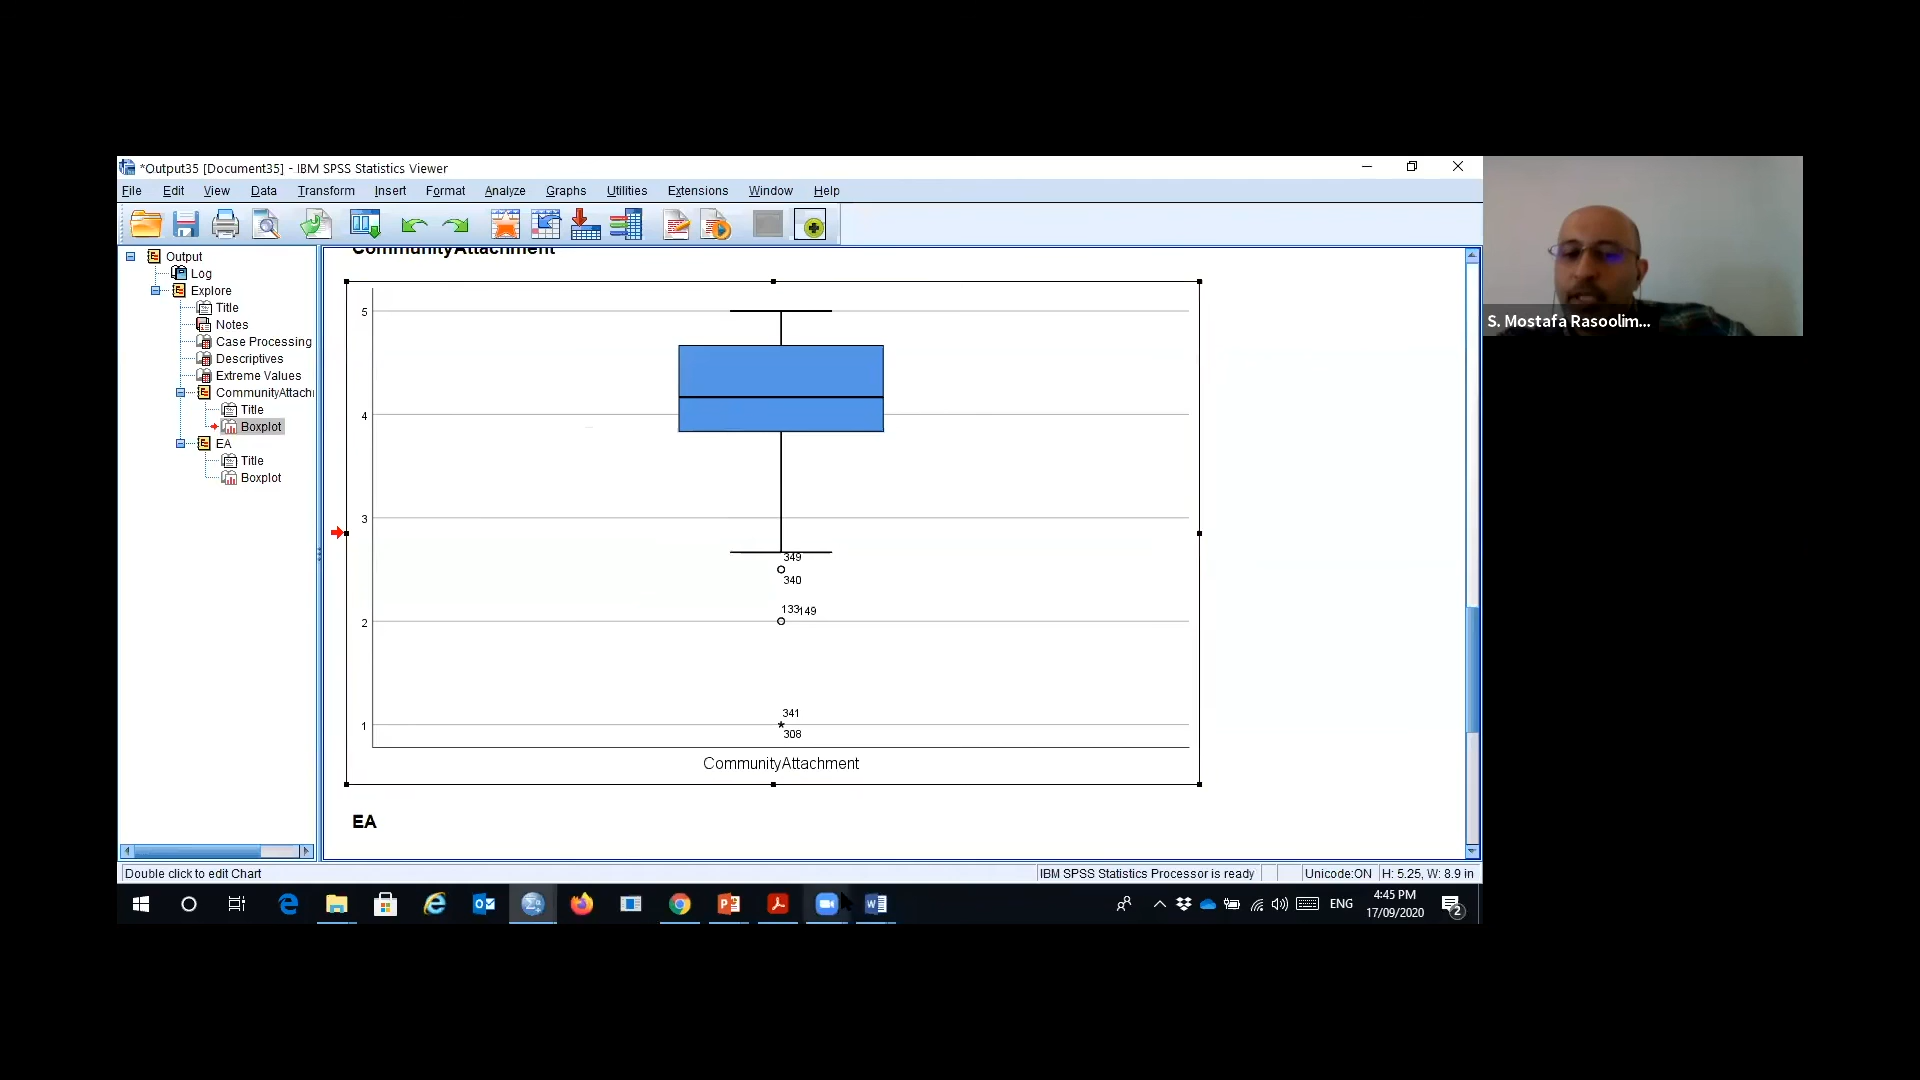 *Output35 [Document35] - IBM SPSS Statistics Viewer
File Edit View Data Transform Insert Format Analyze Graphs Utilities Extensions Window Help
Output
Log
Explore
Title
Notes
Case Processing
Descriptives
Extreme Values
CommunityAttach
Title
Boxplot
EA
Title
Boxplot
CommunityAttachment
5
4
3
2
1
349
340
133 149
341
308
CommunityAttachment
EA
S. Mostafa Rasoolim...
Double click to edit Chart
IBM SPSS Statistics Processor is ready
Unicode:ON H: 5.25, W: 8.9 in
ENG
4:45 PM
17/09/2020
2